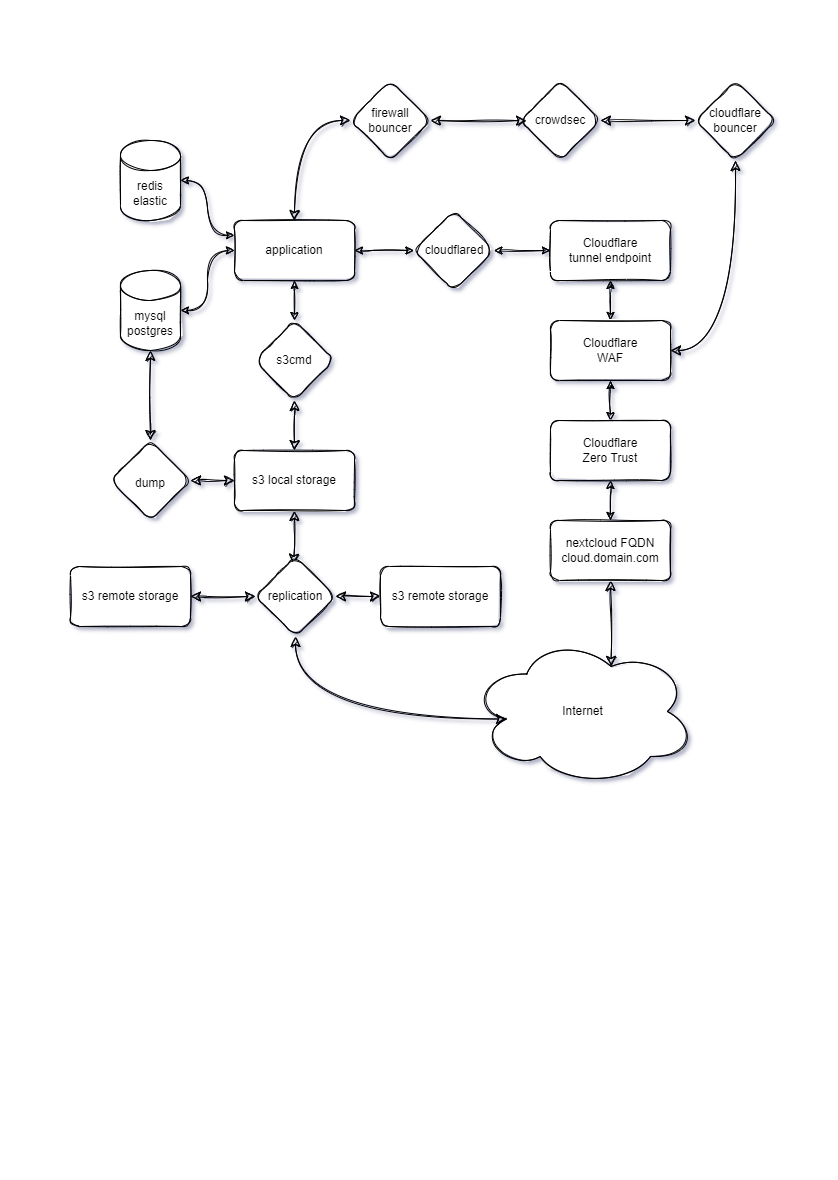 firewall
bouncer
crowdsec
cloudflare
bouncer
redis
elastic
application
cloudflared
Cloudflare
tunnel endpoint
mysql
postgres
s3cmd
Cloudflare
WAF
Cloudflare
Zero Trust
dump
s3 local storage
nextcloud FQDN
cloud.domain.com
s3 remote storage
replication
s3 remote storage
Internet